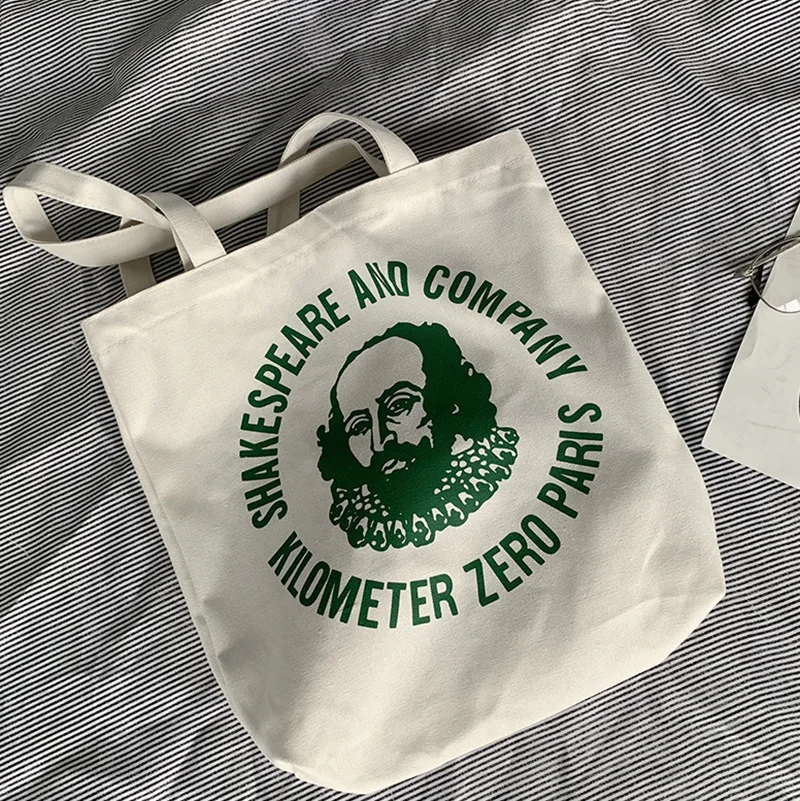 SHAKESPEARE AND COMPANY
KILOMETER ZERO PARIS